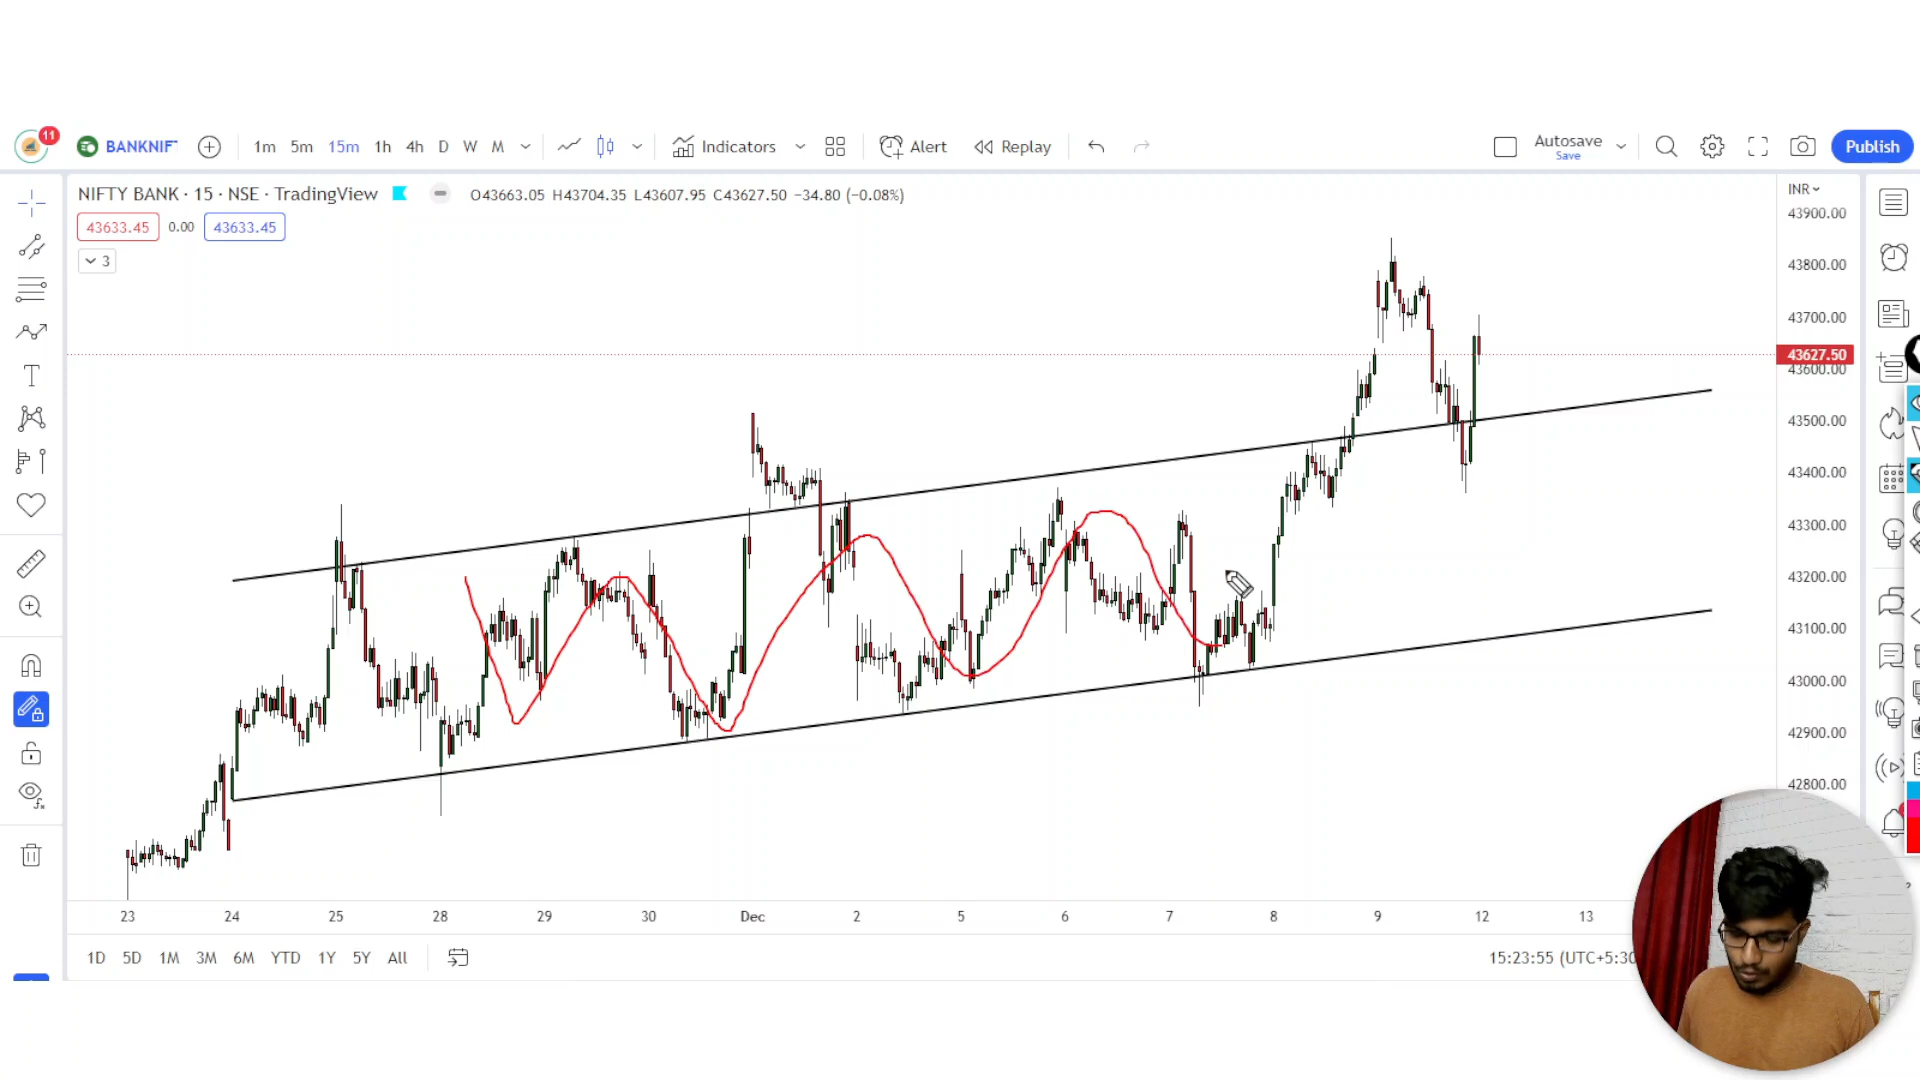 11
BANKNIF
1m 5m 15m 1h 4h D W M
Indicators
Alert
Replay
Autosave
Save
Publish
NIFTY BANK · 15 · NSE · TradingView
O43663.05 H43704.35 L43607.95 C43627.50 −34.80 (−0.08%)
43633.45 0.00 43633.45
3
INR
43900.00
43800.00
43700.00
43627.50
43600.00
43500.00
43400.00
43300.00
43200.00
43100.00
43000.00
42900.00
42800.00
23 24 25 28 29 30 Dec 2 5 6 7 8 9 12 13
1D 5D 1M 3M 6M YTD 1Y 5Y All
15:23:55 (UTC+5:30